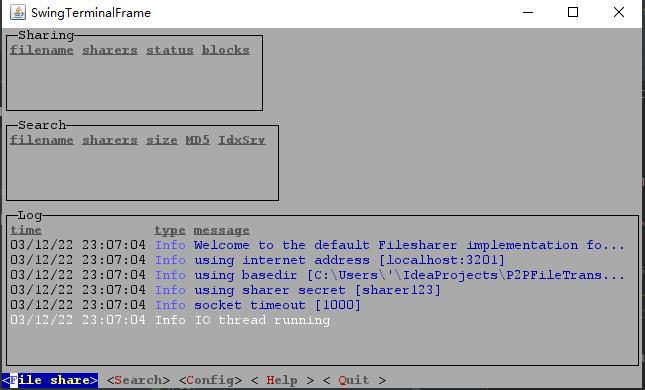 SwingTerminalFrame
Sharing
filename sharers status blocks
Search
filename sharers size MD5 IdxSrv
Log
time type message
03/12/22 23:07:04 Info Welcome to the default Filesharer implementation fo...
03/12/22 23:07:04 Info using internet address [localhost:3201]
03/12/22 23:07:04 Info using basedir [C:\Users\'\IdeaProjects\P2PFileTrans...
03/12/22 23:07:04 Info using sharer secret [sharer123]
03/12/22 23:07:04 Info socket timeout [1000]
03/12/22 23:07:04 Info IO thread running
<File share> <Search> <Config> < Help > < Quit >